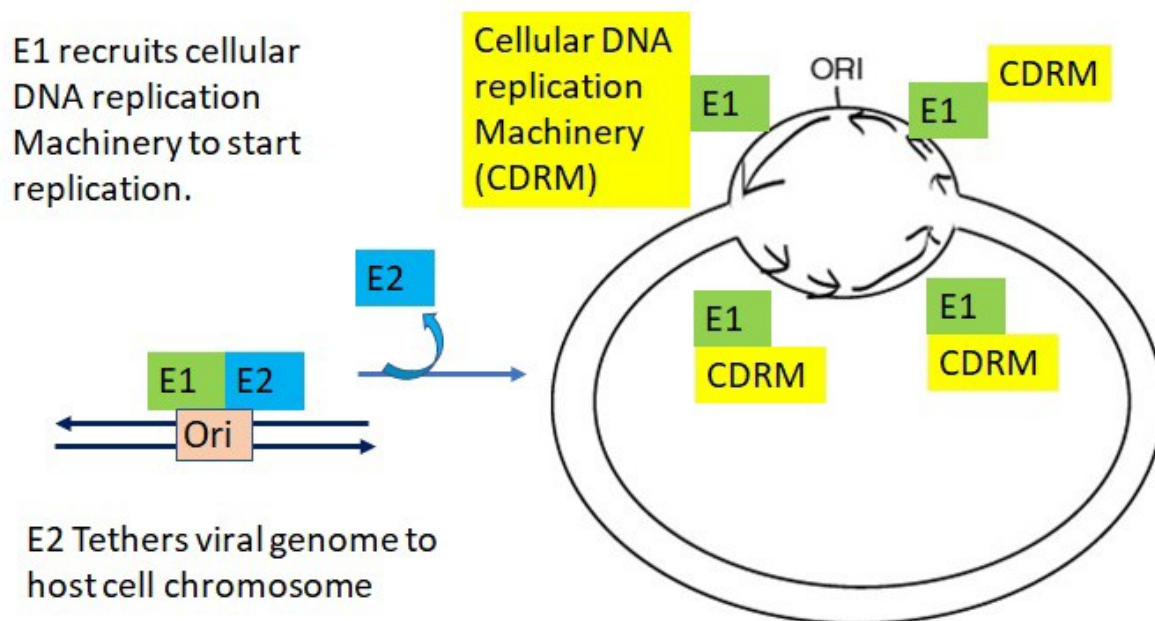 E1 recruits cellular
DNA replication
Machinery to start
replication.
Cellular DNA
replication
Machinery
(CDRM)
E1
ORI
E1
CDRM
E2
E1
E2
Ori
E1
CDRM
E1
CDRM
E2 Tethers viral genome to
host cell chromosome